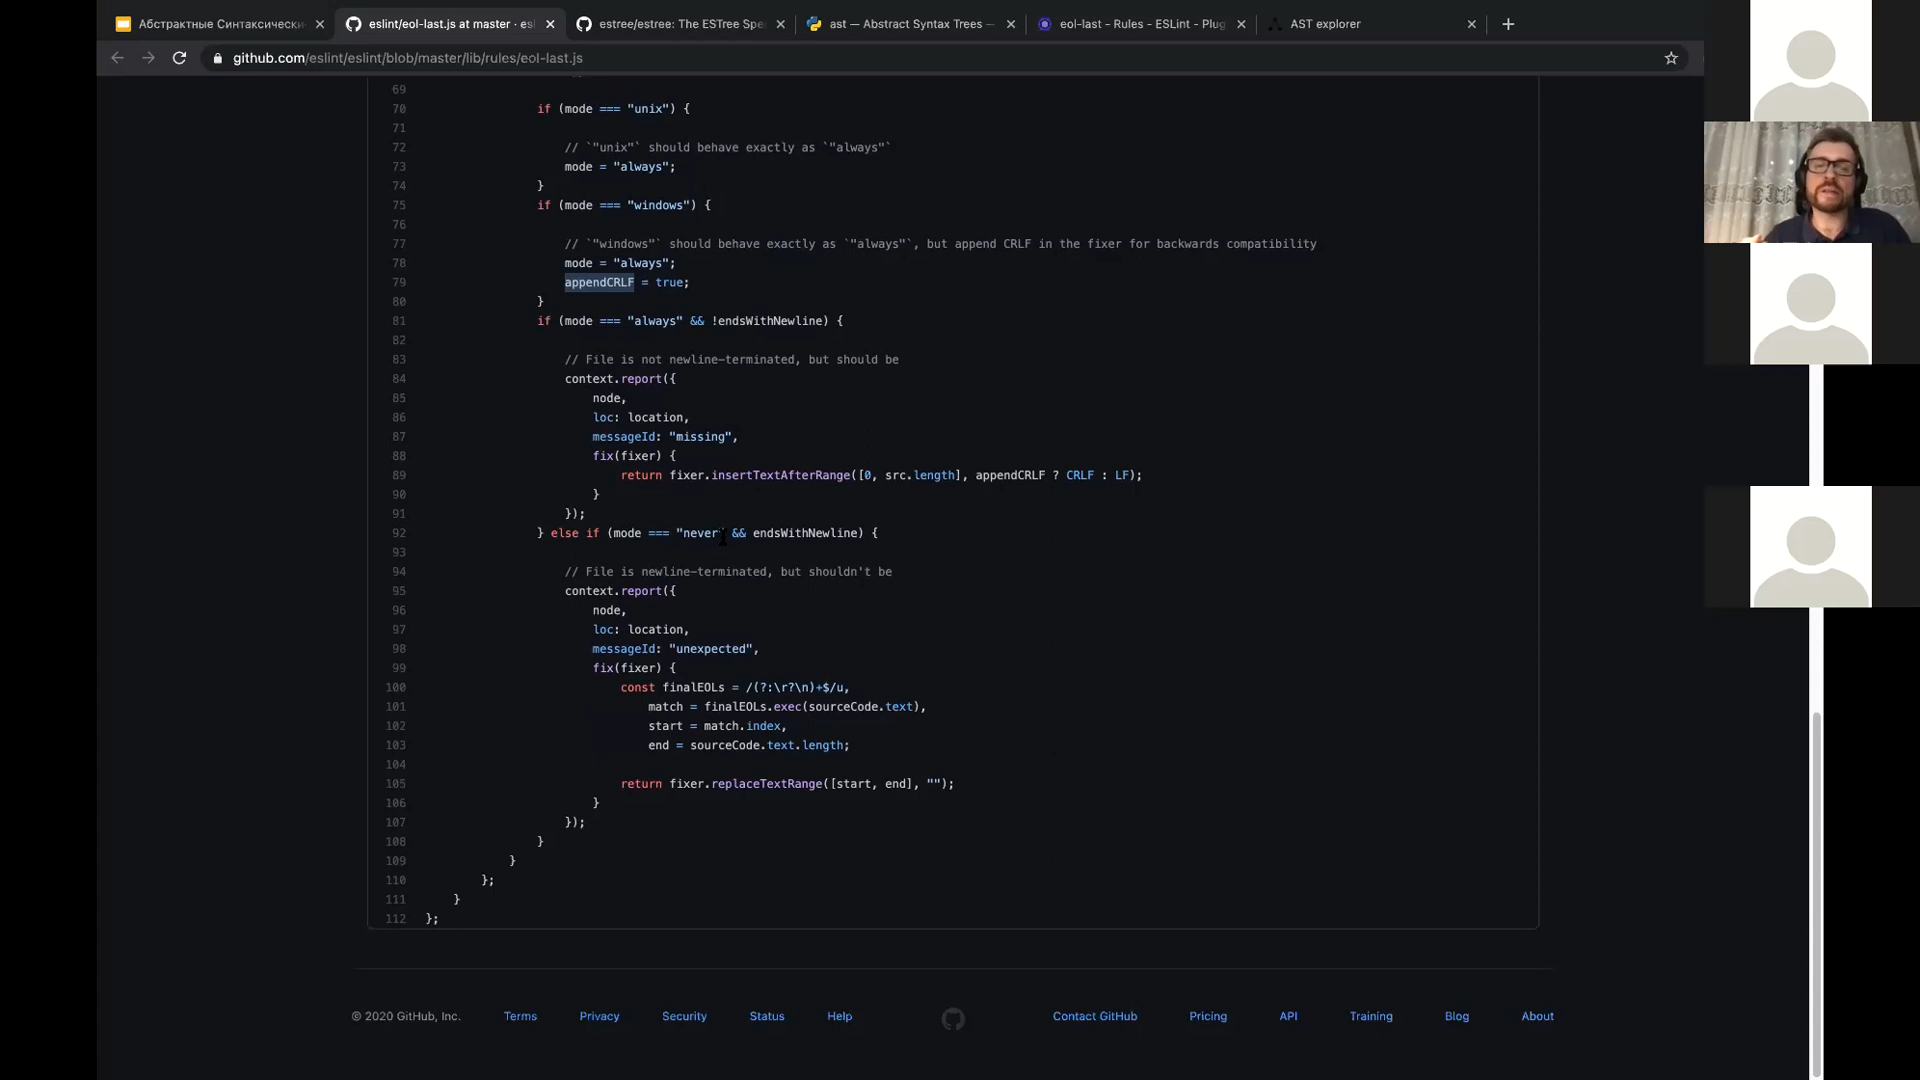 Абстрактные Синтаксически
eslint/eol-last.js at master · es
estree/estree: The ESTree Spe
ast — Abstract Syntax Trees —
eol-last - Rules - ESLint - Plug
AST explorer
github.com/eslint/eslint/blob/master/lib/rules/eol-last.js
69
70 if (mode === "unix") {
71
72 // `"unix"` should behave exactly as `"always"`
73 mode = "always";
74 }
75 if (mode === "windows") {
76
77 // `"windows"` should behave exactly as `"always"`, but append CRLF in the fixer for backwards compatibility
78 mode = "always";
79 appendCRLF = true;
80 }
81 if (mode === "always" && !endsWithNewline) {
82
83 // File is not newline-terminated, but should be
84 context.report({
85 node,
86 loc: location,
87 messageId: "missing",
88 fix(fixer) {
89 return fixer.insertTextAfterRange([0, src.length], appendCRLF ? CRLF : LF);
90 }
91 });
92 } else if (mode === "never" && endsWithNewline) {
93
94 // File is newline-terminated, but shouldn't be
95 context.report({
96 node,
97 loc: location,
98 messageId: "unexpected",
99 fix(fixer) {
100 const finalEOLs = /(?:\r?\n)+$/u,
101 match = finalEOLs.exec(sourceCode.text),
102 start = match.index,
103 end = sourceCode.text.length;
104
105 return fixer.replaceTextRange([start, end], "");
106 }
107 });
108 }
109 }
110 };
111 }
112 };
© 2020 GitHub, Inc. Terms Privacy Security Status Help Contact GitHub Pricing API Training Blog About